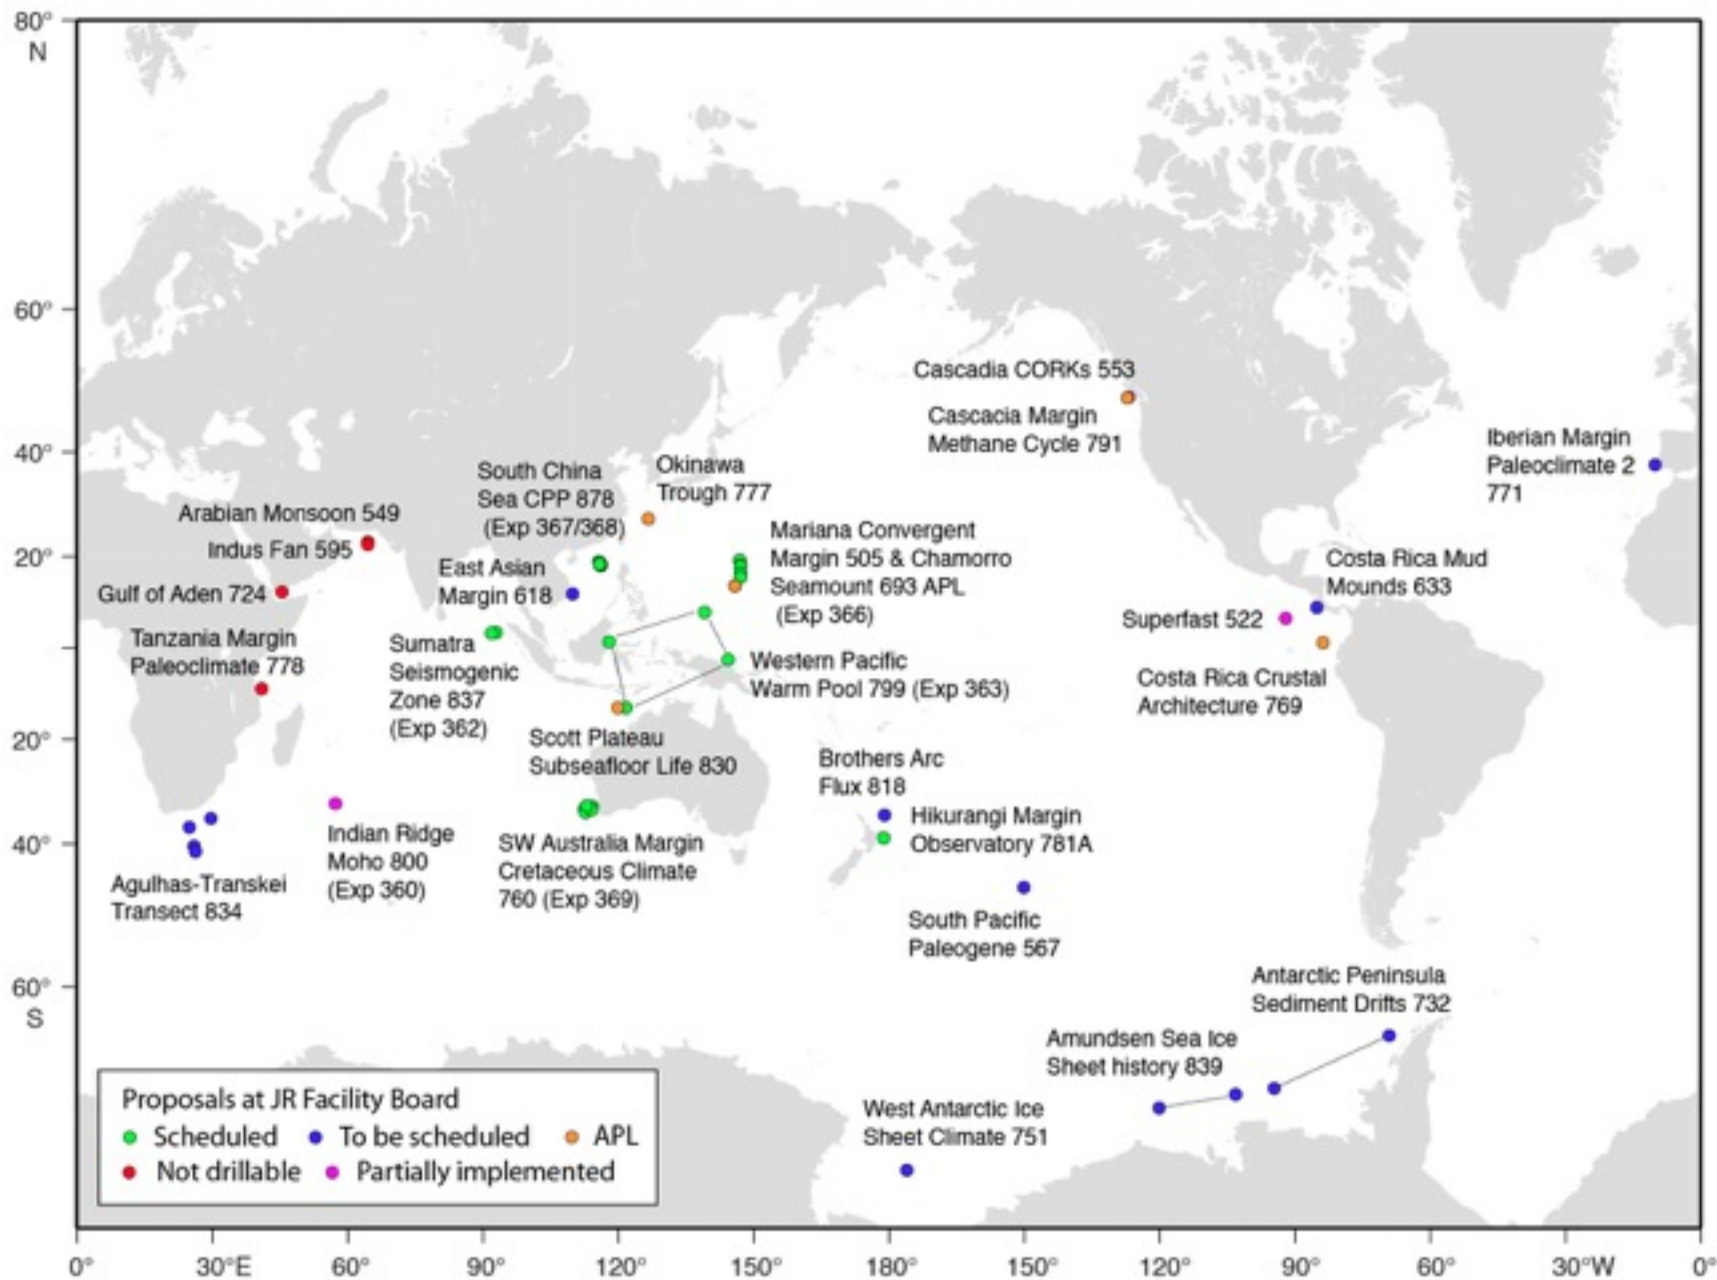 80°
N
60°
40°
20°
20°
40°
60°
S
Cascadia CORKs 553
Cascacia Margin
Methane Cycle 791
Iberian Margin
Paleoclimate 2
771
South China
Sea CPP 878
(Exp 367/368)
Okinawa
Trough 777
Arabian Monsoon 549
Indus Fan 595
Gulf of Aden 724
Tanzania Margin
Paleoclimate 778
East Asian
Margin 618
Mariana Convergent
Margin 505 & Chamorro
Seamount 693 APL
(Exp 366)
Costa Rica Mud
Mounds 633
Superfast 522
Costa Rica Crustal
Architecture 769
Sumatra
Seismogenic
Zone 837
(Exp 362)
Western Pacific
Warm Pool 799 (Exp 363)
Scott Plateau
Subseafloor Life 830
Brothers Arc
Flux 818
Hikurangi Margin
Observatory 781A
Indian Ridge
Moho 800
(Exp 360)
SW Australia Margin
Cretaceous Climate
760 (Exp 369)
Agulhas-Transkei
Transect 834
South Pacific
Paleogene 567
Antarctic Peninsula
Sediment Drifts 732
Amundsen Sea Ice
Sheet history 839
West Antarctic Ice
Sheet Climate 751
Proposals at JR Facility Board
Scheduled To be scheduled APL
Not drillable Partially implemented
0° 30°E 60° 90° 120° 150° 180° 150° 120° 90° 60° 30°W 0°